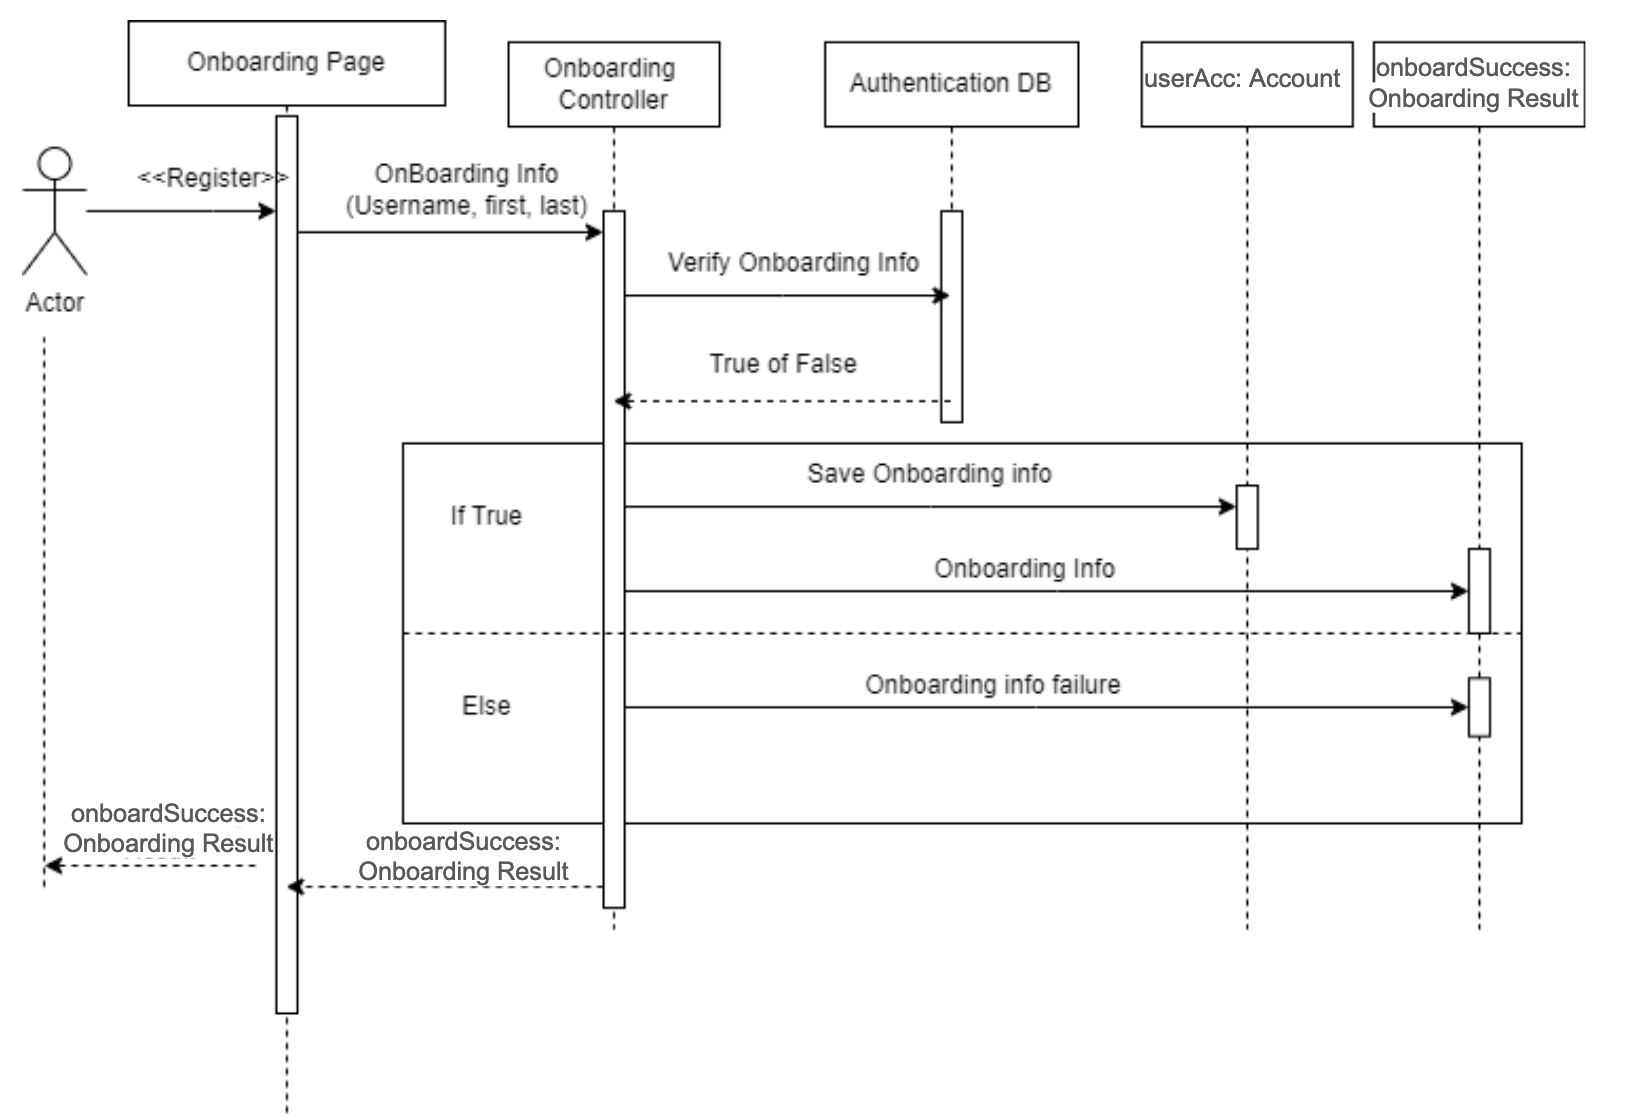 Onboarding Page
Onboarding
Controller
Authentication DB
userAcc: Account
onboardSuccess:
Onboarding Result
<<Register>>
OnBoarding Info
(Username, first, last)
Actor
Verify Onboarding Info
True of False
Save Onboarding info
If True
Onboarding Info
Onboarding info failure
Else
onboardSuccess:
Onboarding Result
onboardSuccess:
Onboarding Result